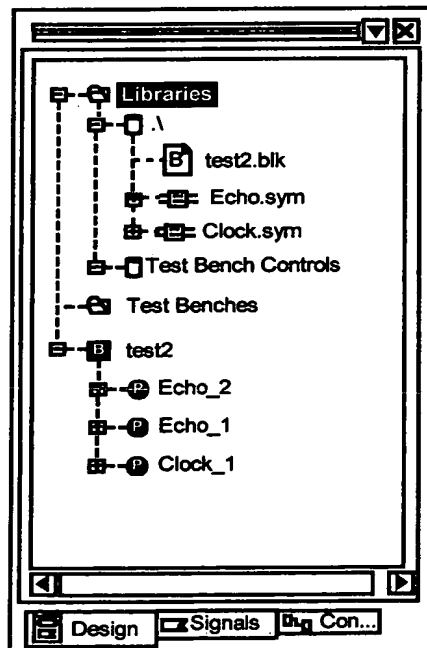 Libraries
.\
B test2.blk
Echo.sym
Clock.sym
Test Bench Controls
Test Benches
B test2
P Echo_2
P Echo_1
P Clock_1
Design Signals Con...